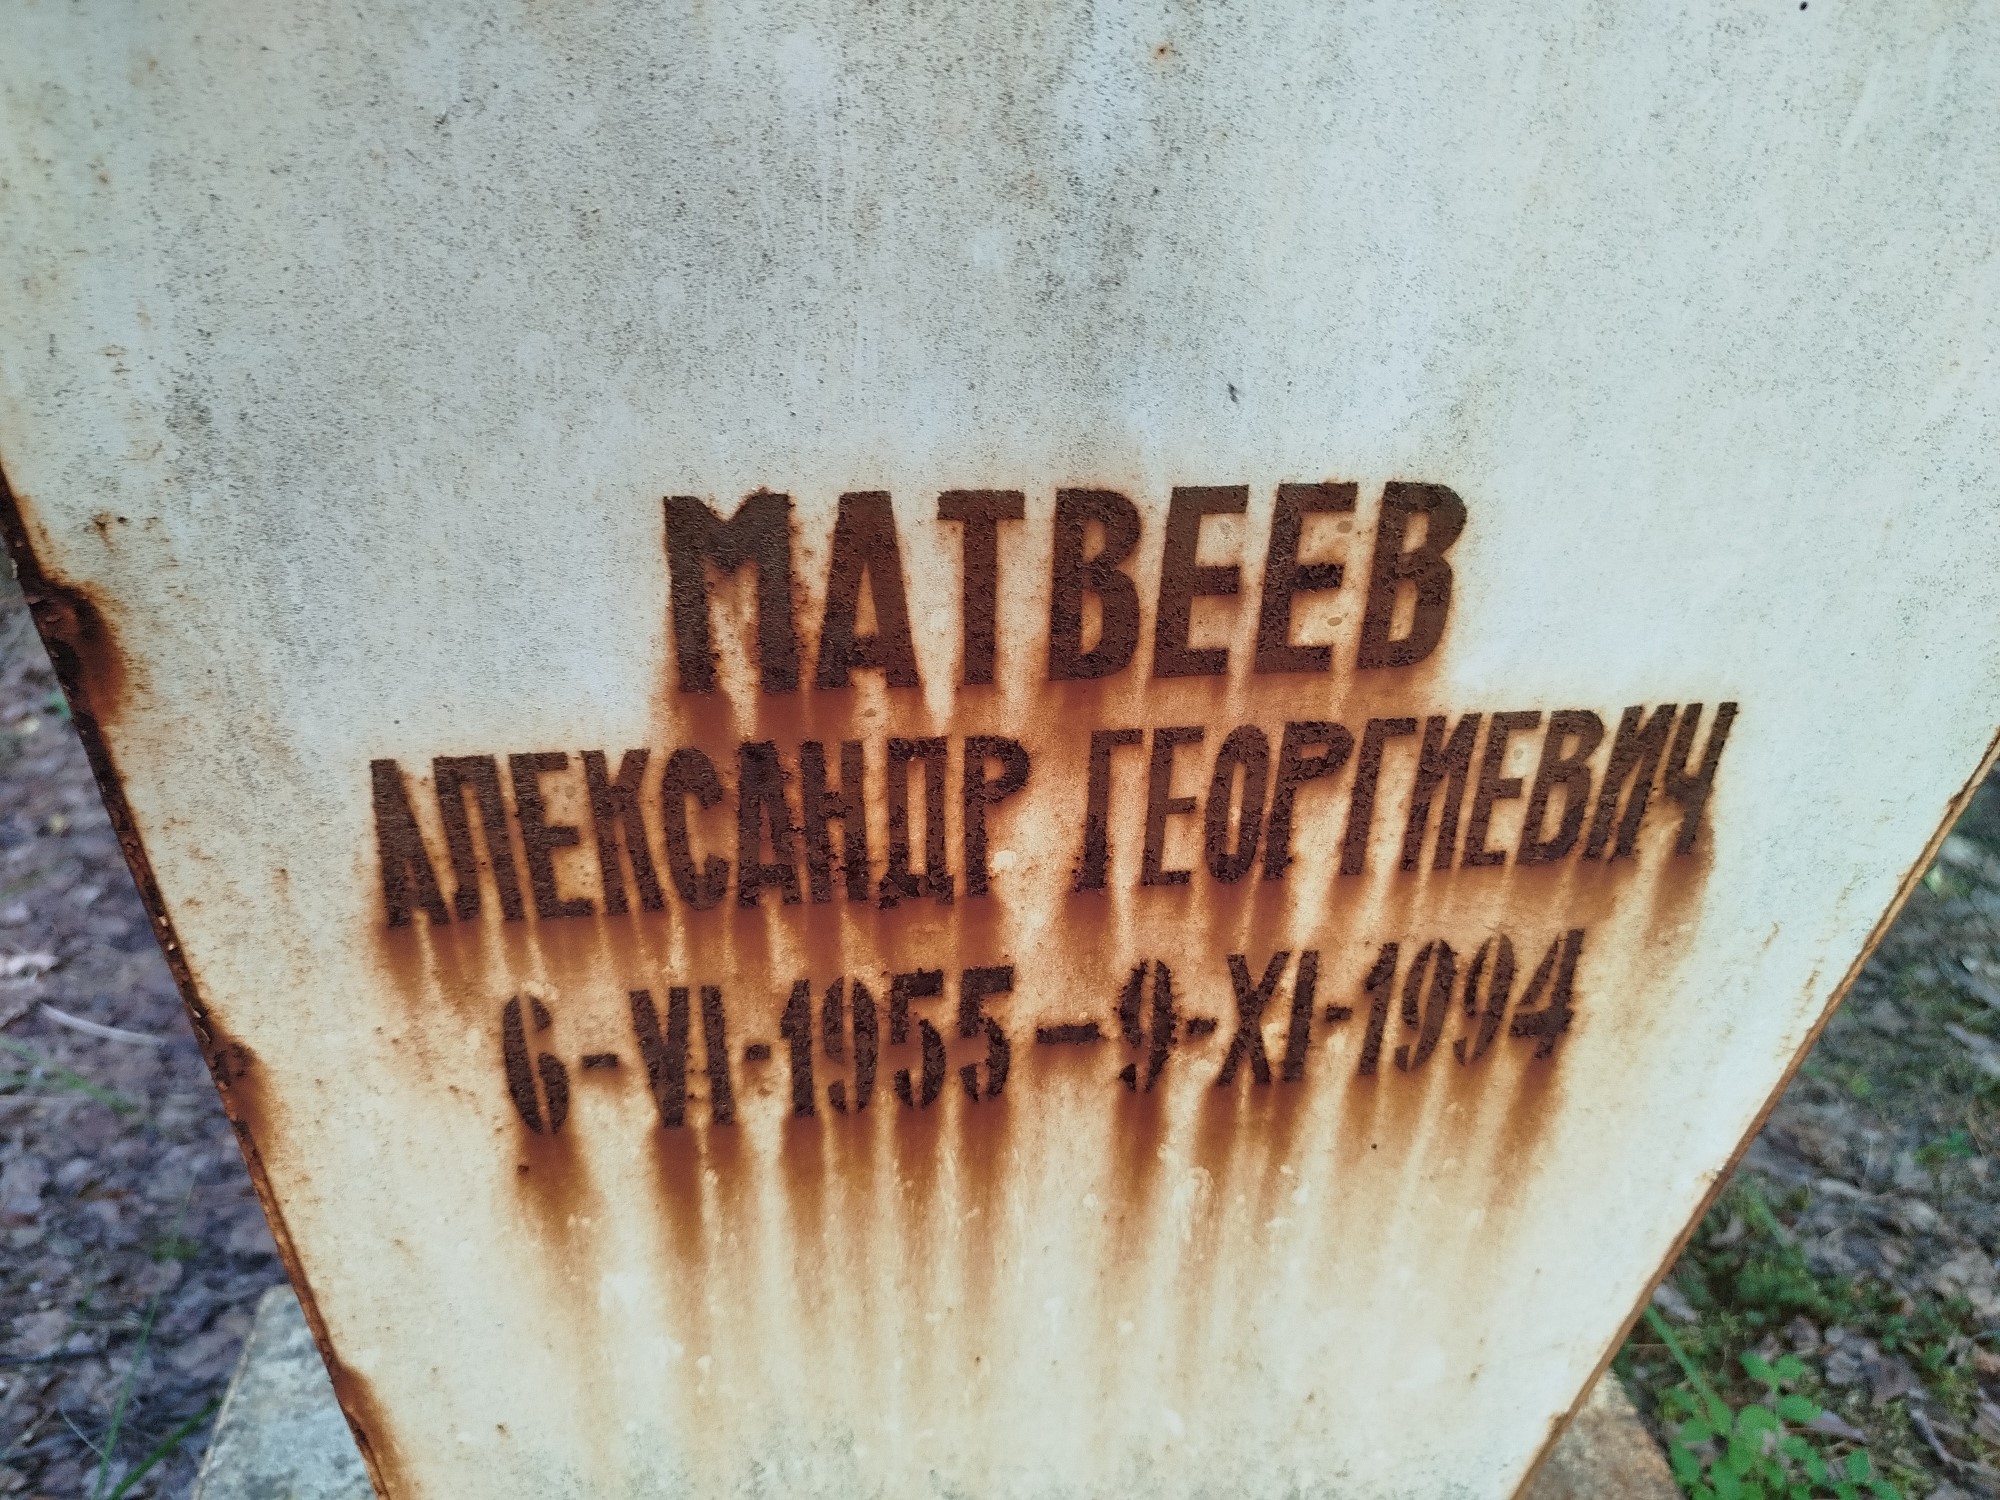 МАТВЕЕВ
АЛЕКСАНДР ГЕОРГИЕВИЧ
6-VI-1955-9-XI-1994